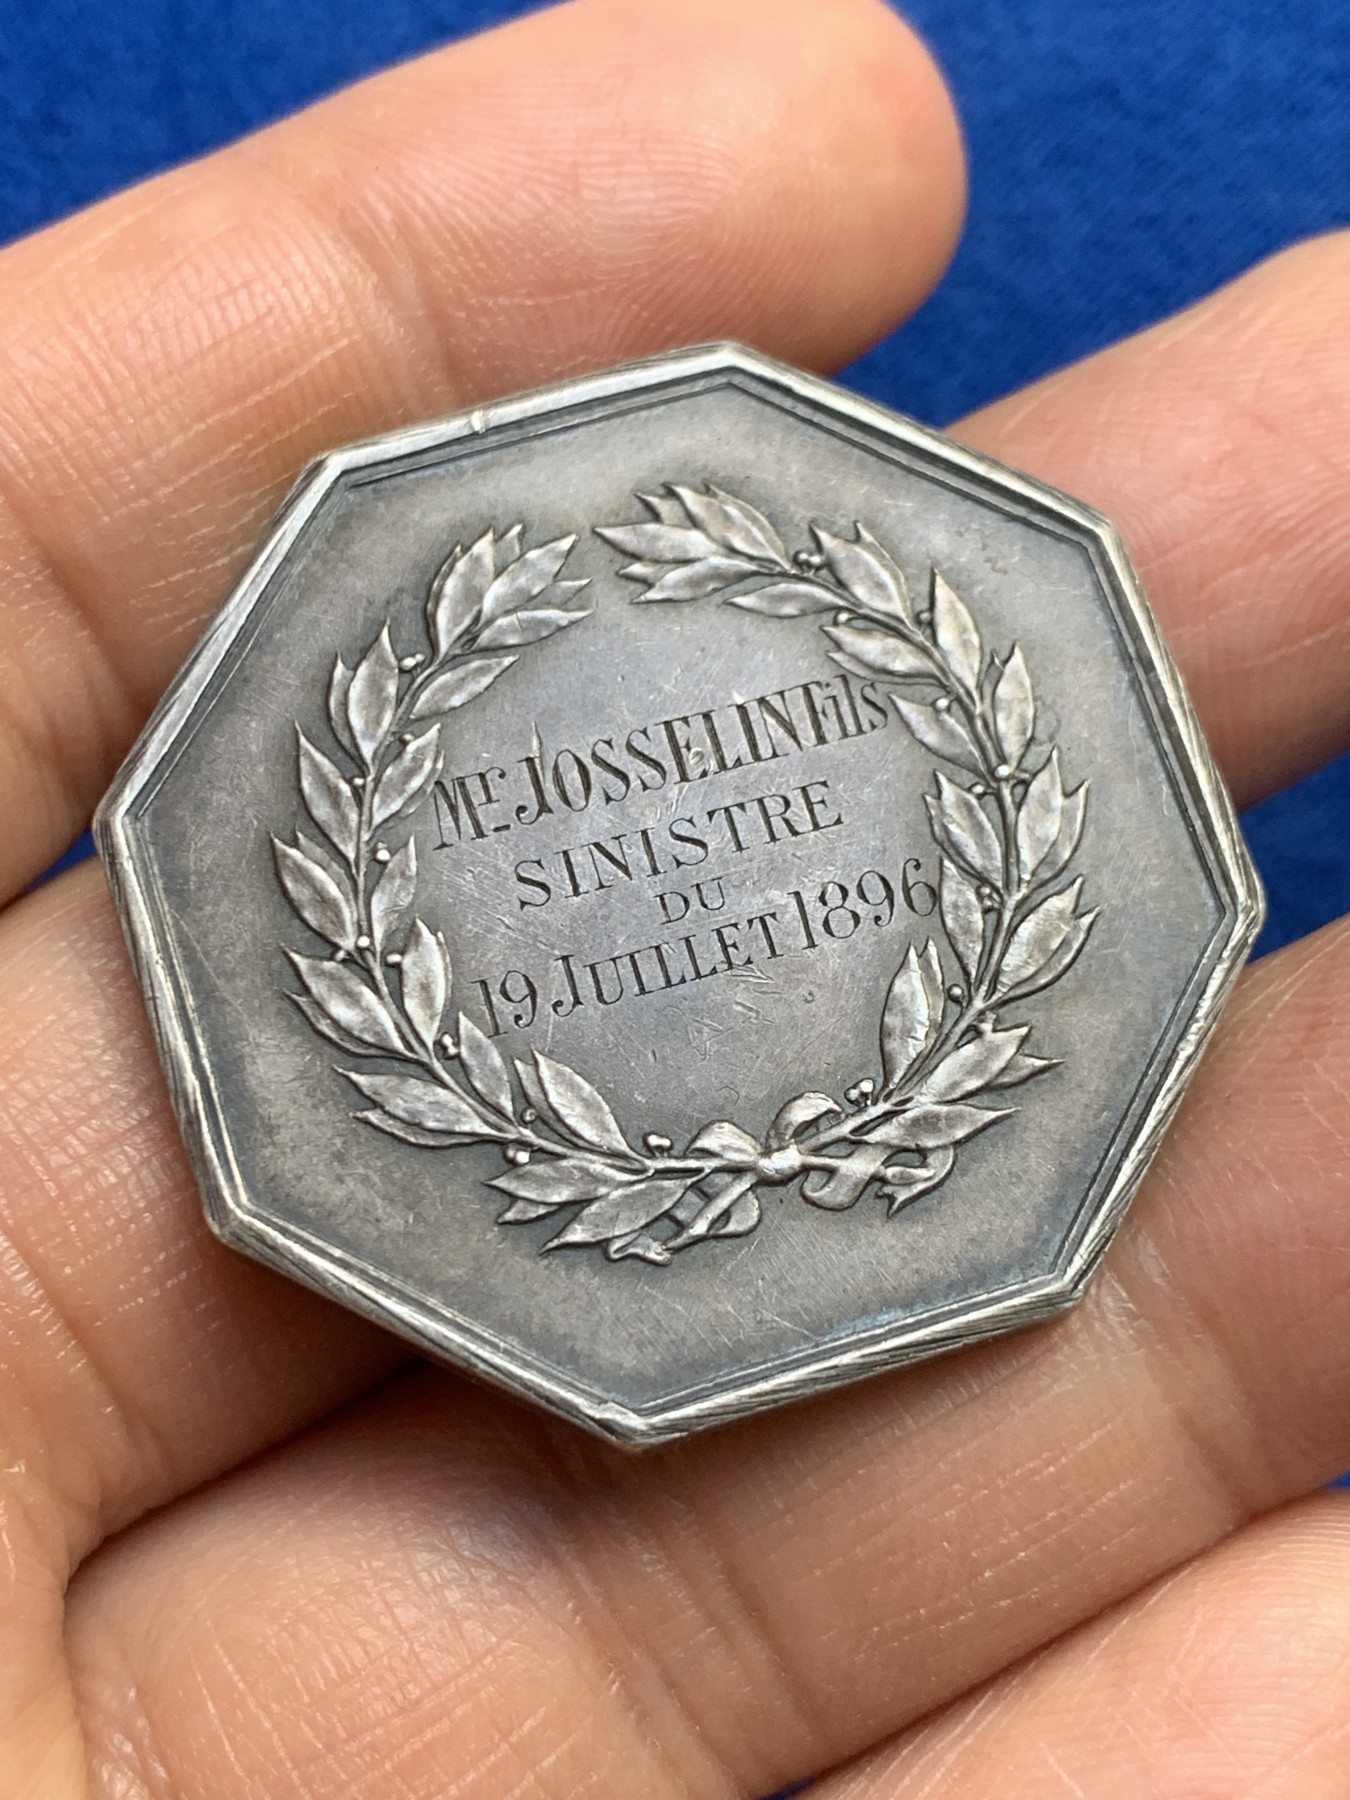 Mr. JOSSELIN Fils
SINISTRE
DU
19 JUILLET 1896